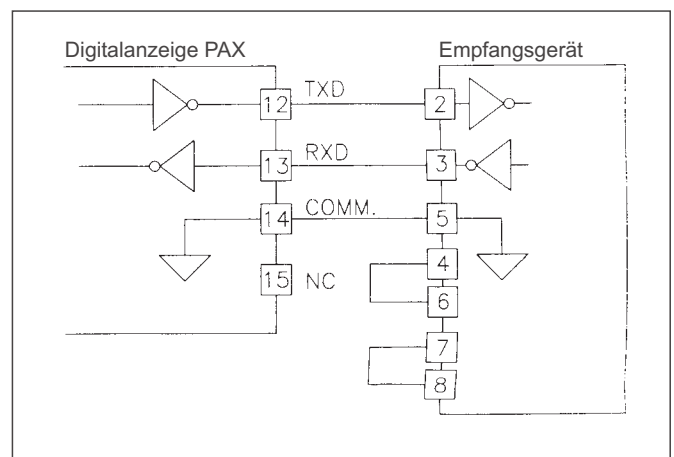 Digitalanzeige PAX Empfangsgerät
12 TXD 2
13 RXD 3
14 COMM. 5
4
15 NC
6
7
8